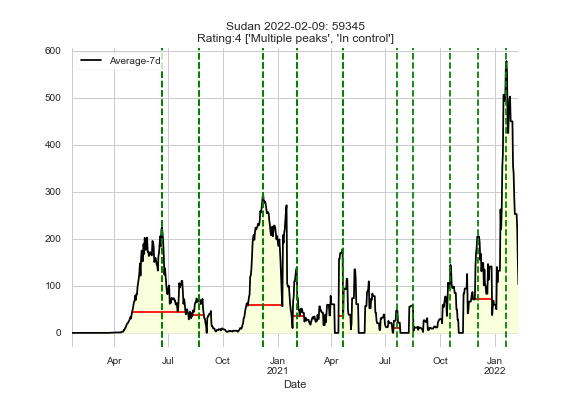 Sudan 2022-02-09: 59345
Rating:4 ['Multiple peaks', 'In control']
600
Average-7d
500
400
300
200
100
0
Apr Jul Oct Jan Apr Jul Oct Jan
2021 2022
Date